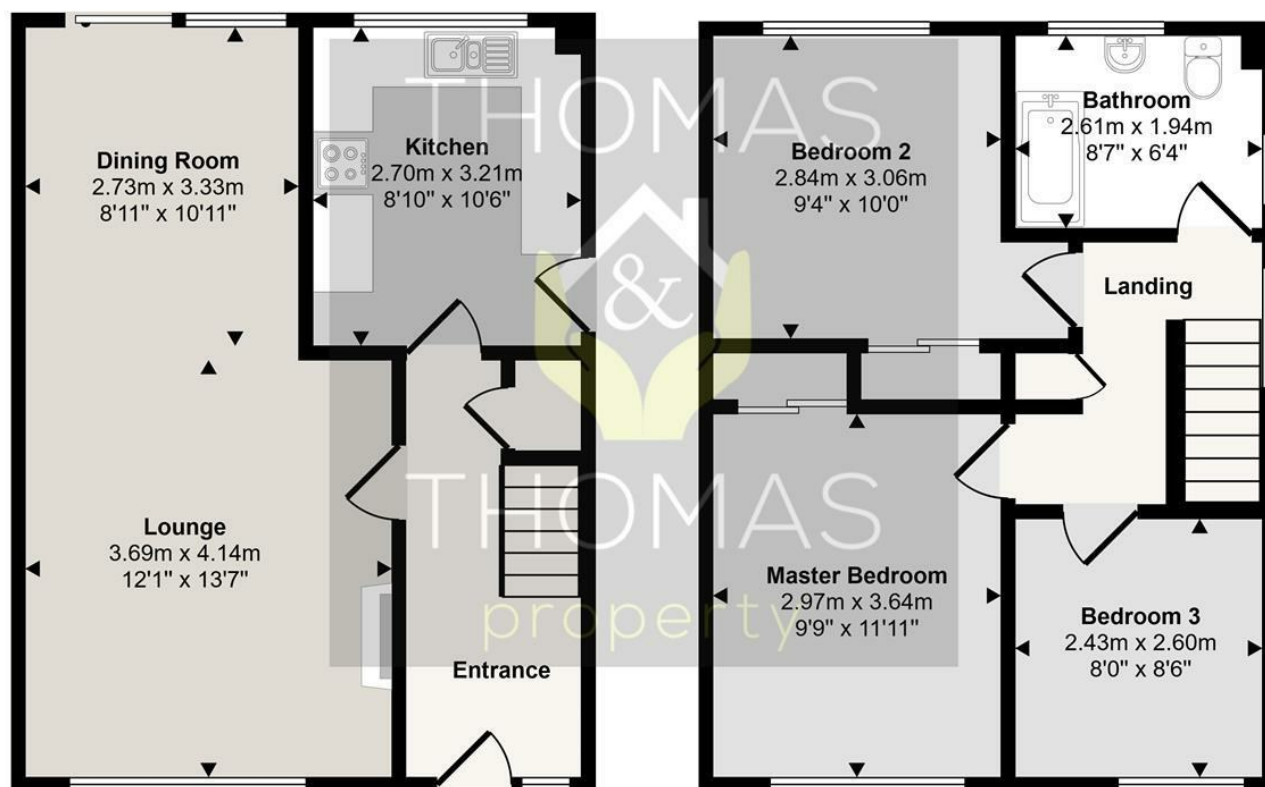 THOMAS
&
THOMAS
property
Dining Room
2.73m x 3.33m
8'11" x 10'11"
Kitchen
2.70m x 3.21m
8'10" x 10'6"
Lounge
3.69m x 4.14m
12'1" x 13'7"
Entrance
Bedroom 2
2.84m x 3.06m
9'4" x 10'0"
Bathroom
2.61m x 1.94m
8'7" x 6'4"
Landing
Master Bedroom
2.97m x 3.64m
9'9" x 11'11"
Bedroom 3
2.43m x 2.60m
8'0" x 8'6"